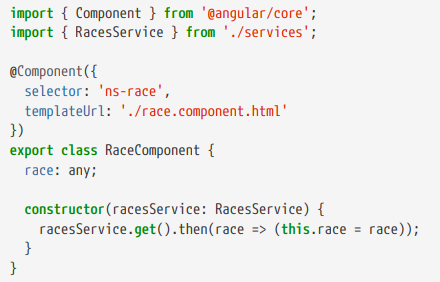 import { Component } from '@angular/core';
import { RacesService } from './services';

@Component({
  selector: 'ns-race',
  templateUrl: './race.component.html'
})
export class RaceComponent {
  race: any;

  constructor(racesService: RacesService) {
    racesService.get().then(race => (this.race = race));
  }
}